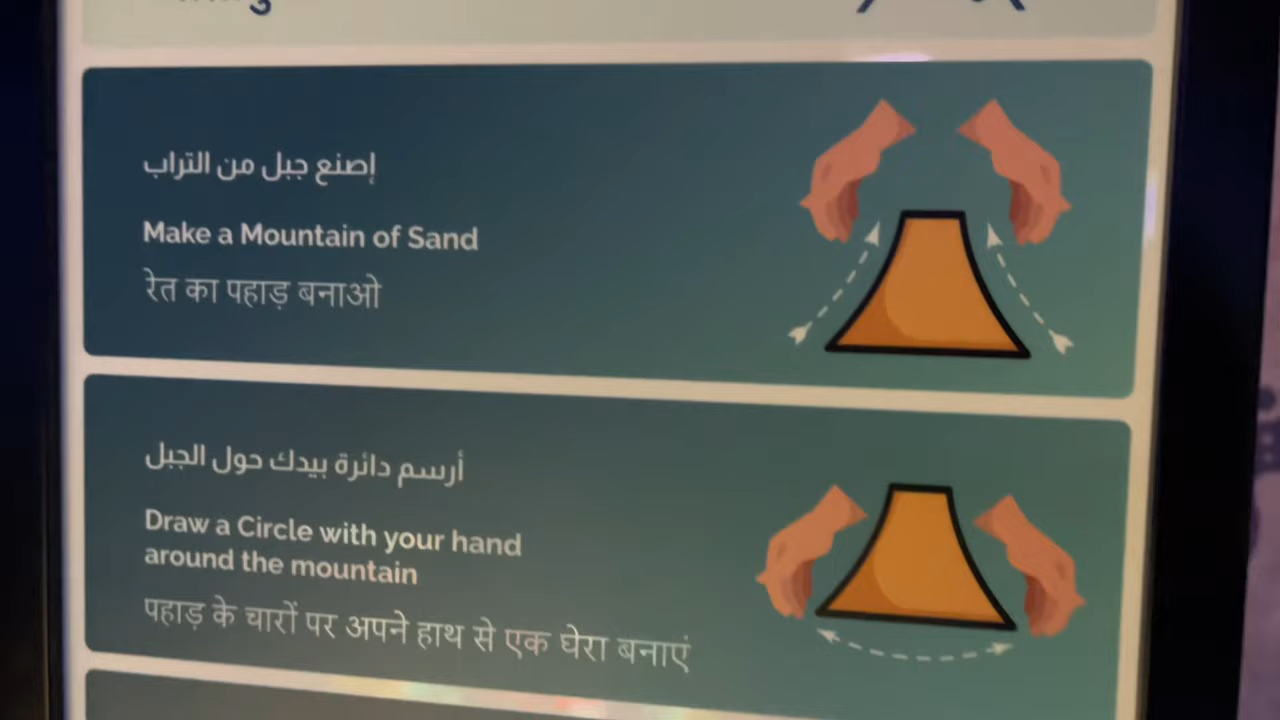 إصنع جبل من التراب
Make a Mountain of Sand
रेत का पहाड़ बनाओ
أرسم دائرة بيدك حول الجبل
Draw a Circle with your hand
around the mountain
पहाड़ के चारों पर अपने हाथ से एक घेरा बनाएं